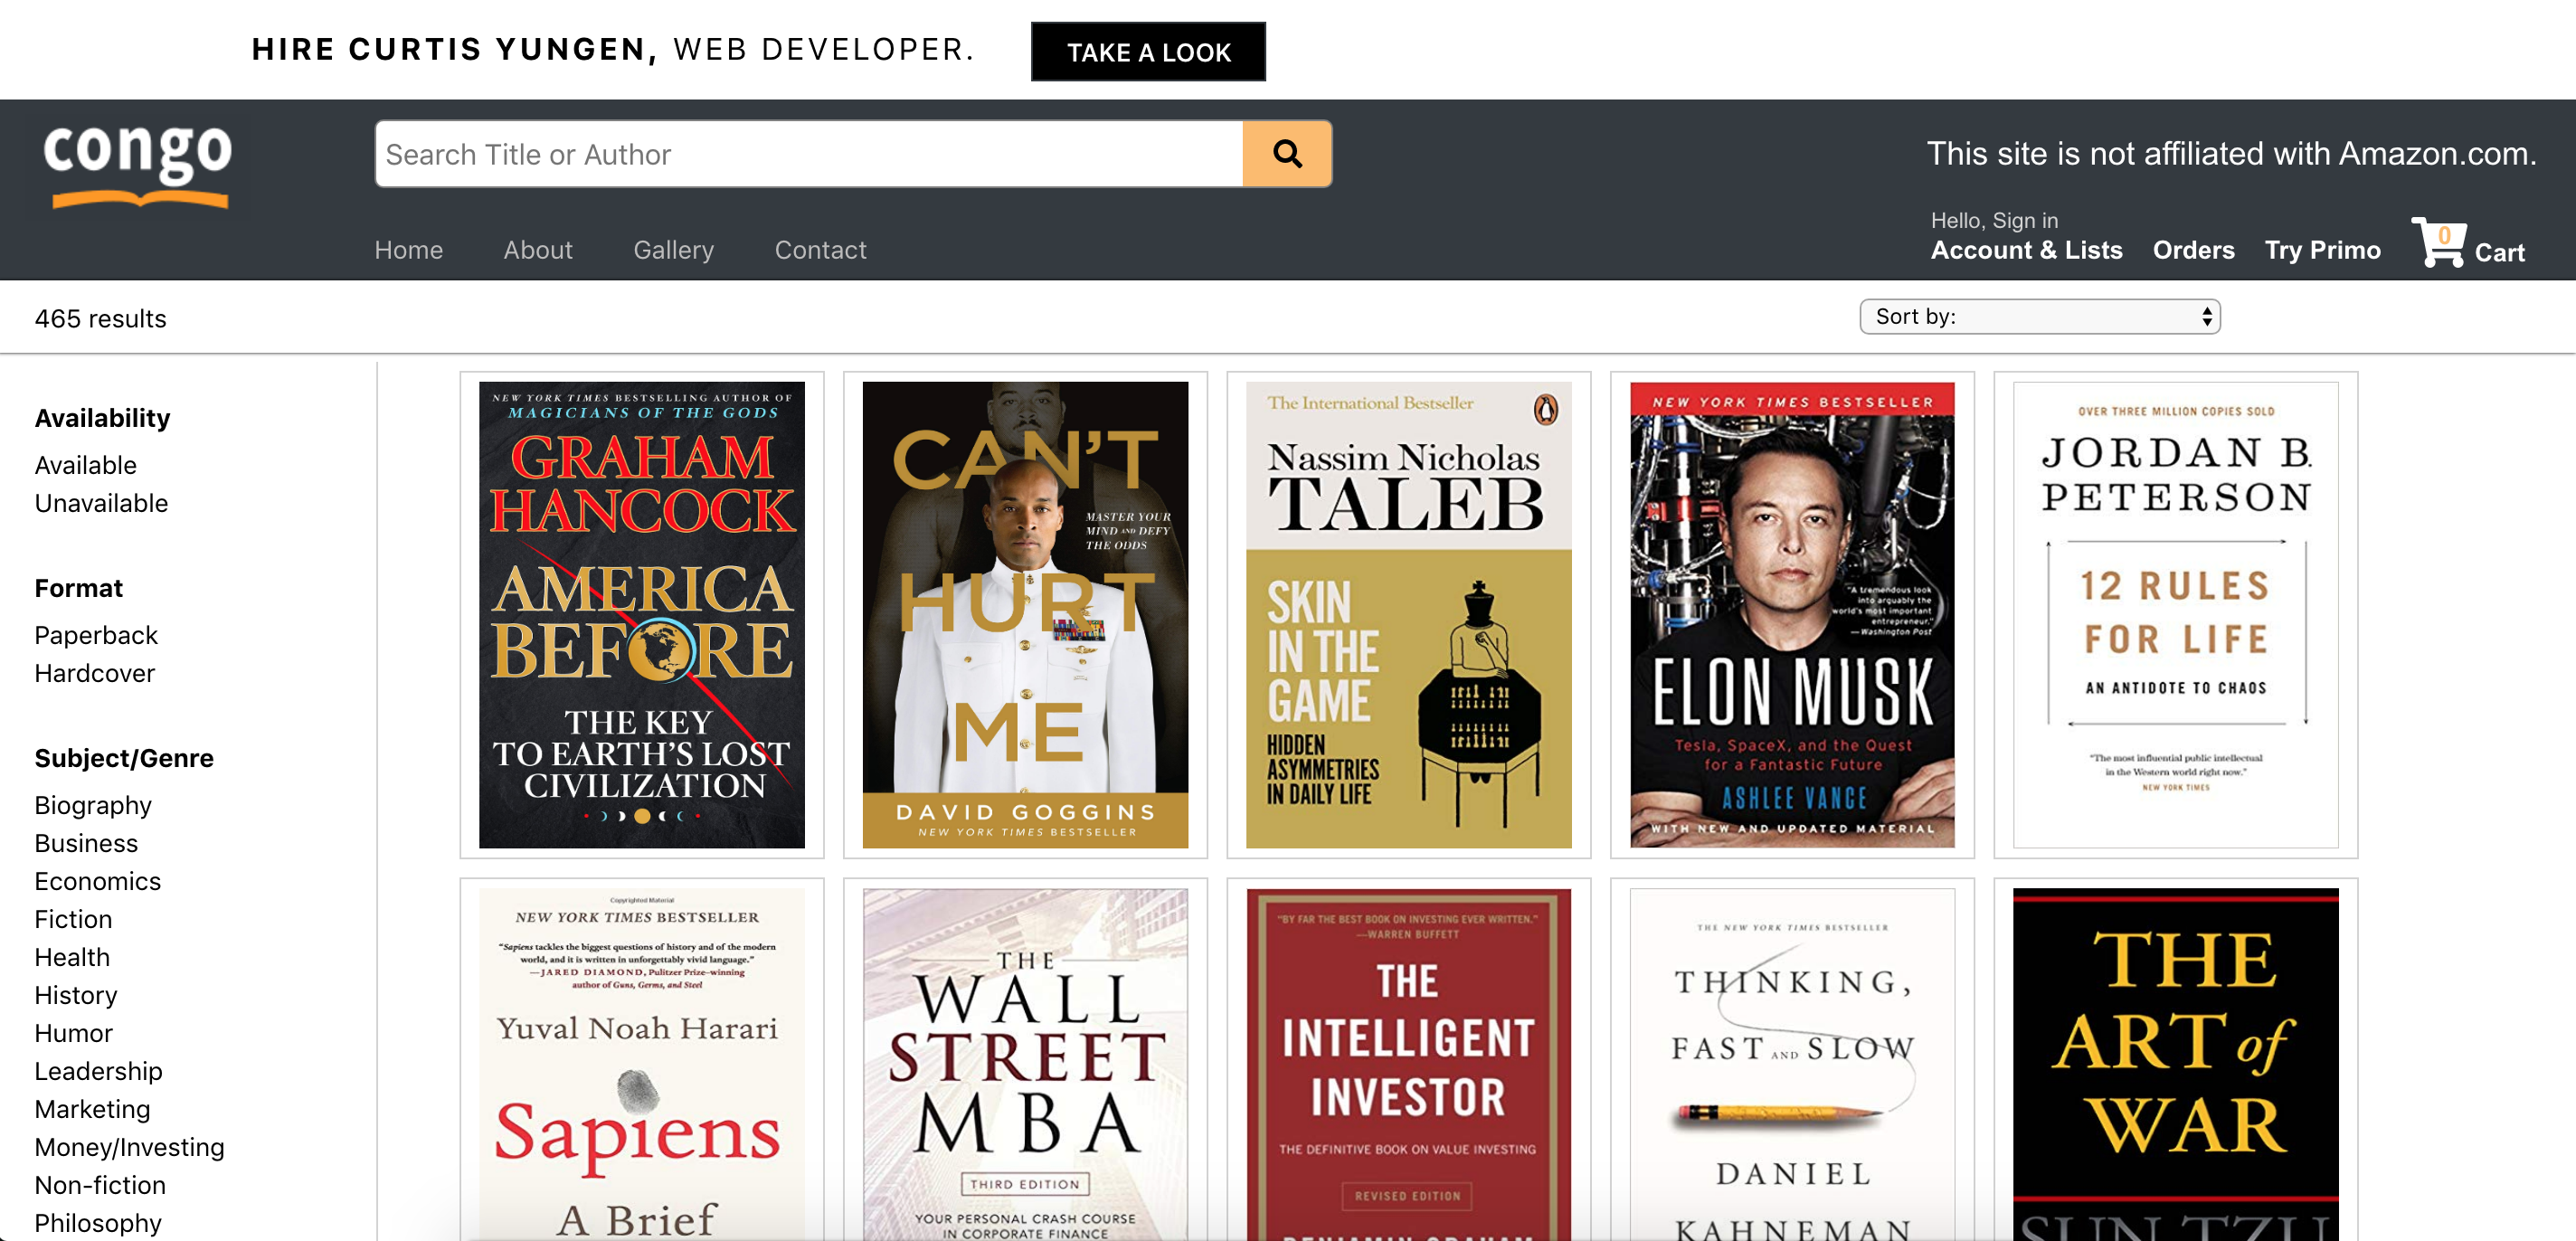 HIRE CURTIS YUNGEN, WEB DEVELOPER.
TAKE A LOOK
congo
Search Title or Author
This site is not affiliated with Amazon.com.
Home
About
Gallery
Contact
Hello, Sign in
Account & Lists
Orders
Try Primo
0
Cart
465 results
Sort by:
Availability
Available
Unavailable
Format
Paperback
Hardcover
Subject/Genre
Biography
Business
Economics
Fiction
Health
History
Humor
Leadership
Marketing
Money/Investing
Non-fiction
Philosophy
NEW YORK TIMES BESTSELLING AUTHOR OF
MAGICIANS OF THE GODS
GRAHAM
HANCOCK
AMERICA
BEFORE
THE KEY
TO EARTH'S LOST
CIVILIZATION
CAN'T
MASTER YOUR
MIND AND DEFY
THE ODDS
HURT
ME
DAVID GOGGINS
NEW YORK TIMES BESTSELLER
The International Bestseller
Nassim Nicholas
TALEB
SKIN
IN THE
GAME
HIDDEN
ASYMMETRIES
IN DAILY LIFE
NEW YORK TIMES BESTSELLER
"A tremendous look
into arguably the
world's most important
entrepreneur."
—Washington Post
ELON MUSK
Tesla, SpaceX, and the Quest
for a Fantastic Future
ASHLEE VANCE
WITH NEW AND UPDATED MATERIAL
OVER THREE MILLION COPIES SOLD
JORDAN B.
PETERSON
12 RULES
FOR LIFE
AN ANTIDOTE TO CHAOS
"The most influential public intellectual
in the Western world right now."
NEW YORK TIMES
Copyrighted Material
NEW YORK TIMES BESTSELLER
"Sapiens tackles the biggest questions of history and of the modern
world, and it is written in unforgettably vivid language."
—JARED DIAMOND, Pulitzer Prize–winning
author of Guns, Germs, and Steel
Yuval Noah Harari
Sapiens
A Brief
THE
WALL
STREET
MBA
THIRD EDITION
YOUR PERSONAL CRASH COURSE
IN CORPORATE FINANCE
"BY FAR THE BEST BOOK ON INVESTING EVER WRITTEN."
—WARREN BUFFETT
THE
INTELLIGENT
INVESTOR
THE DEFINITIVE BOOK ON VALUE INVESTING
REVISED EDITION
BENJAMIN GRAHAM
THE NEW YORK TIMES BESTSELLER
THINKING,
FAST AND SLOW
DANIEL
KAHNEMAN
THE
ART of
WAR
SUN TZU